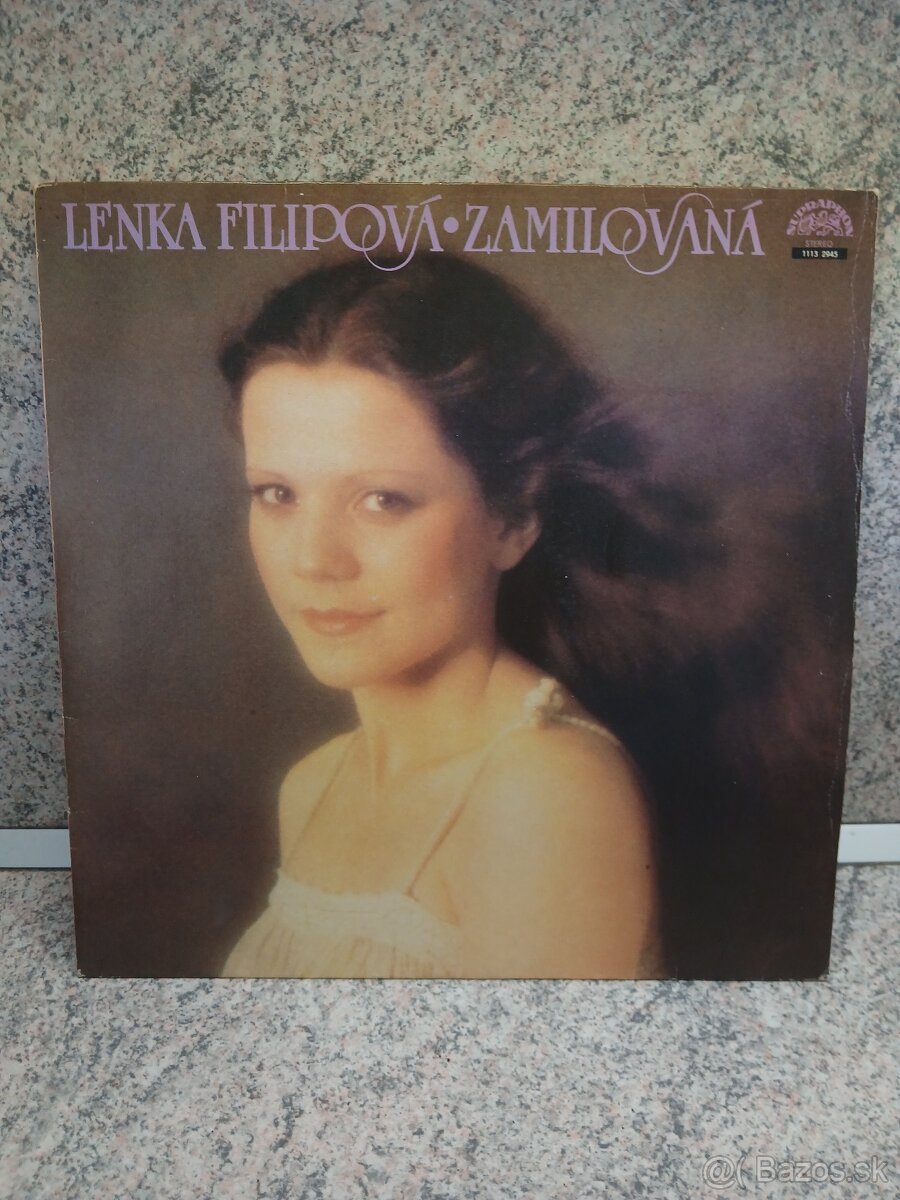 LENKA FILIPOVÁ • ZAMILOVANÁ
SUPRAPHON
STEREO
1113 2945
@( Bazos.sk